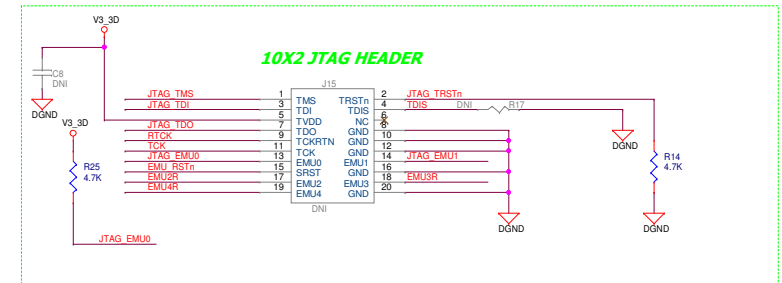 V3_3D
10X2 JTAG HEADER
C8
DNI
DGND
J15
JTAG_TMS 1 TMS TRSTn 2 JTAG_TRSTn
JTAG_TDI 3 TDI TDIS 4 TDIS DNI R17
5 TVDD NC 6
JTAG_TDO 7 TDO GND 8
RTCK 9 TCKRTN GND 10
TCK 11 TCK GND 12
JTAG_EMU0 13 EMU0 EMU1 14 JTAG_EMU1
EMU_RSTn 15 SRST GND 16
EMU2R 17 EMU2 EMU3 18 EMU3R
EMU4R 19 EMU4 GND 20
DNI
V3_3D
R25
4.7K
JTAG_EMU0
DGND
DGND
R14
4.7K
DGND